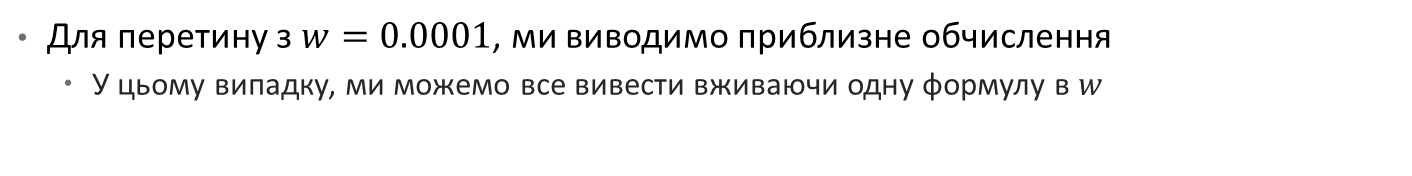 • Для перетину з w = 0.0001, ми виводимо приблизне обчислення
• У цьому випадку, ми можемо все вивести вживаючи одну формулу в w